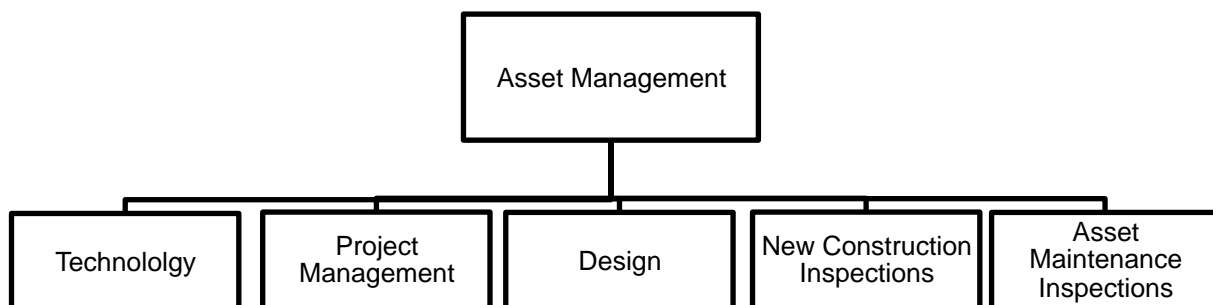 Asset Management
Technololgy
Project
Management
Design
New Construction
Inspections
Asset
Maintenance
Inspections